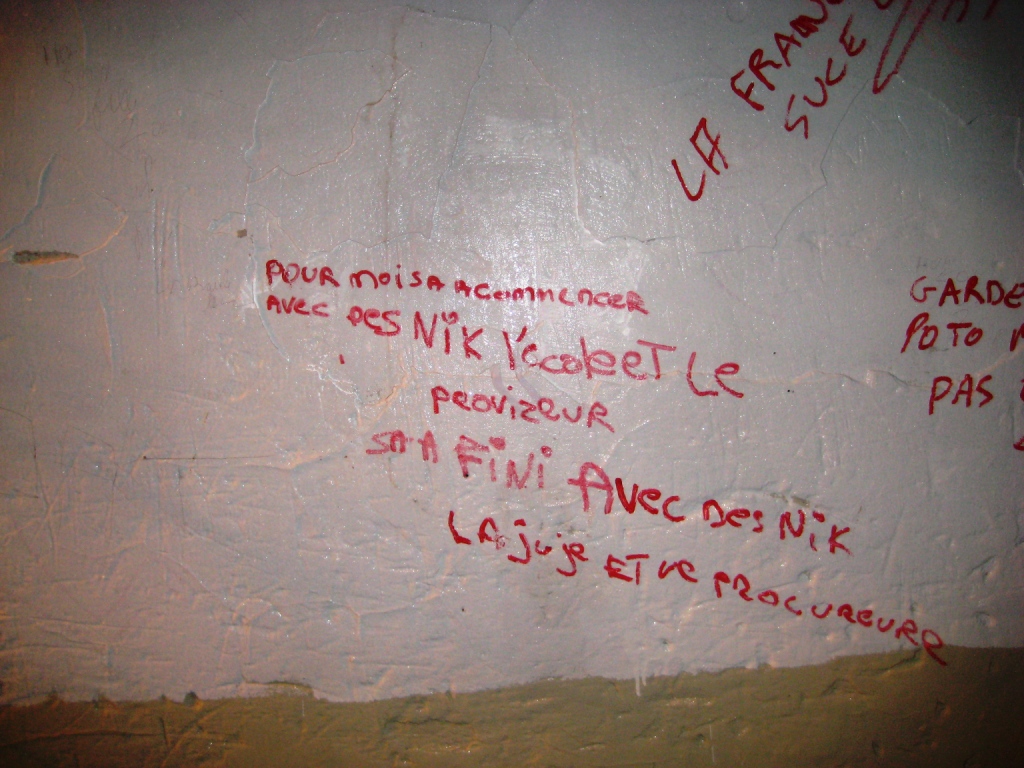 LA FRAN
SUCE
POUR MOI SA A COMMENCER
AVEC DES NiK l'ecole ET Le
PROVIZEUR
SA A FiNi AVec Des NiK
LA juje ET le PROCUREURR
GARDE
POTO
PAS